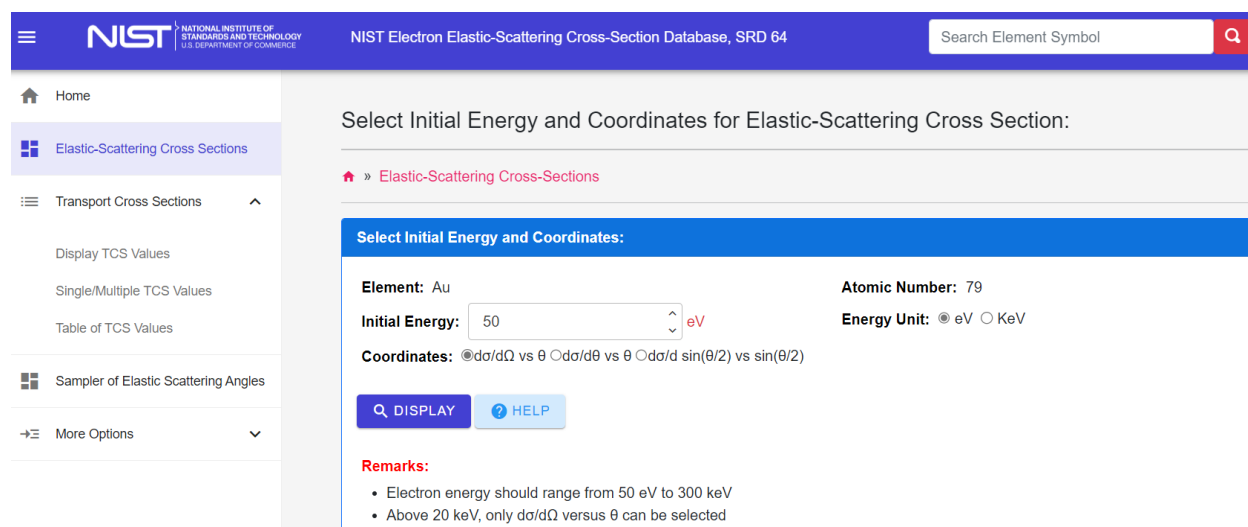 NIST
NATIONAL INSTITUTE OF
STANDARDS AND TECHNOLOGY
U.S. DEPARTMENT OF COMMERCE
NIST Electron Elastic-Scattering Cross-Section Database, SRD 64
Search Element Symbol
Home
Elastic-Scattering Cross Sections
Transport Cross Sections
Display TCS Values
Single/Multiple TCS Values
Table of TCS Values
Sampler of Elastic Scattering Angles
More Options
Select Initial Energy and Coordinates for Elastic-Scattering Cross Section:
» Elastic-Scattering Cross-Sections
Select Initial Energy and Coordinates:
Element: Au
Atomic Number: 79
Initial Energy: 50 eV
Energy Unit: eV KeV
Coordinates: dσ/dΩ vs θ dσ/dθ vs θ dσ/d sin(θ/2) vs sin(θ/2)
DISPLAY
HELP
Remarks:
• Electron energy should range from 50 eV to 300 keV
• Above 20 keV, only dσ/dΩ versus θ can be selected